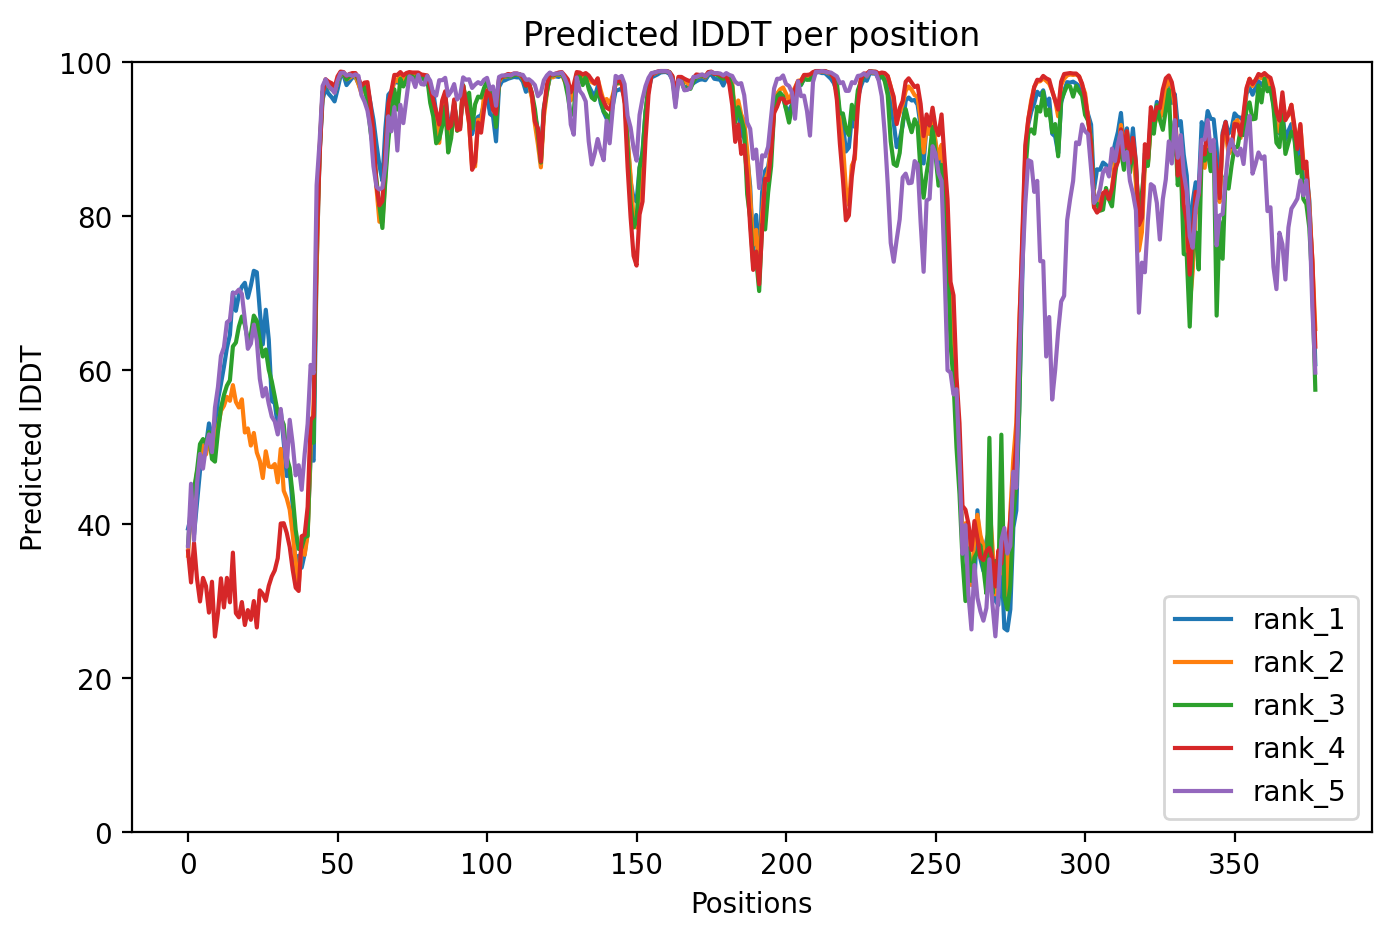 Predicted lDDT per position
Predicted lDDT
100
80
60
40
20
0
0 50 100 150 200 250 300 350
Positions
rank_1
rank_2
rank_3
rank_4
rank_5